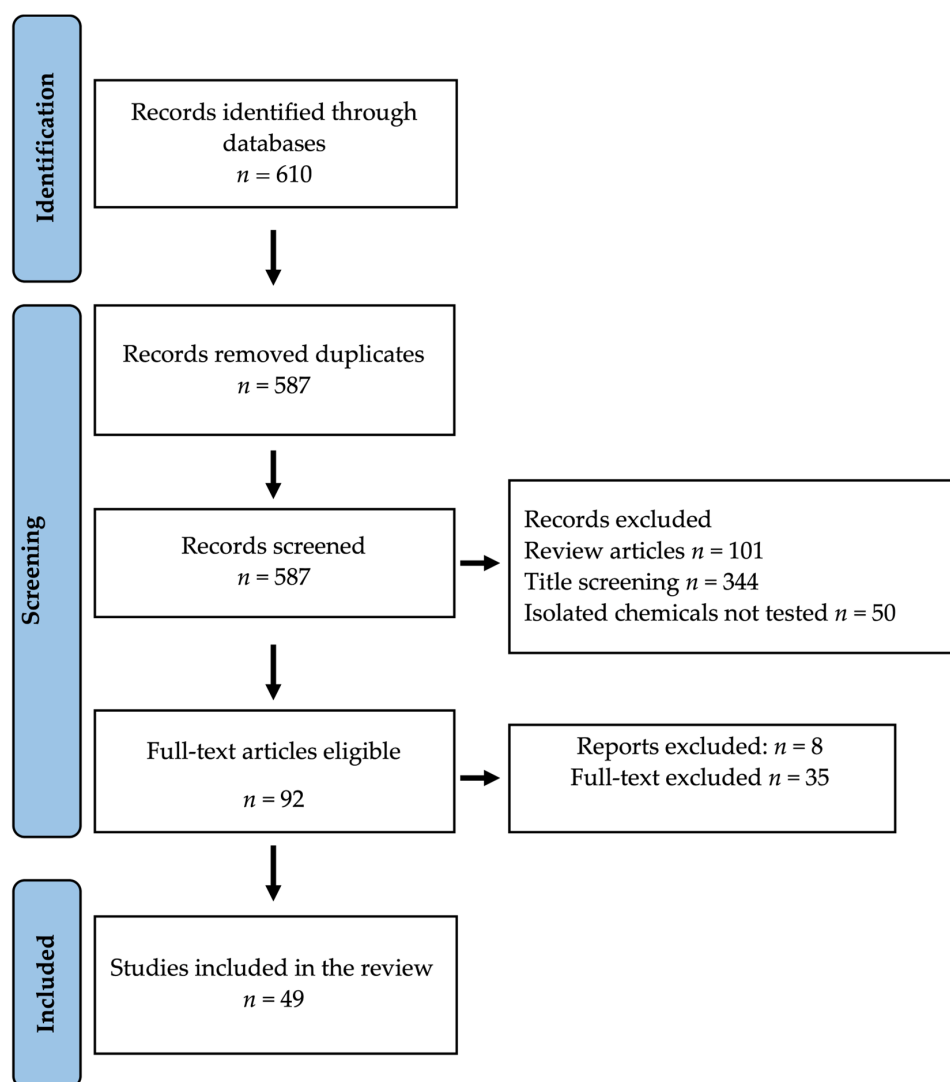 Identification
Records identified through
databases
n = 610
Screening
Records removed duplicates
n = 587
Records screened
n = 587
Records excluded
Review articles n = 101
Title screening n = 344
Isolated chemicals not tested n = 50
Full-text articles eligible
n = 92
Reports excluded: n = 8
Full-text excluded n = 35
Included
Studies included in the review
n = 49